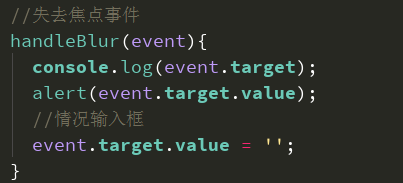 //失去焦点事件
handleBlur(event){
console.log(event.target);
alert(event.target.value);
//情况输入框
event.target.value = '';
}